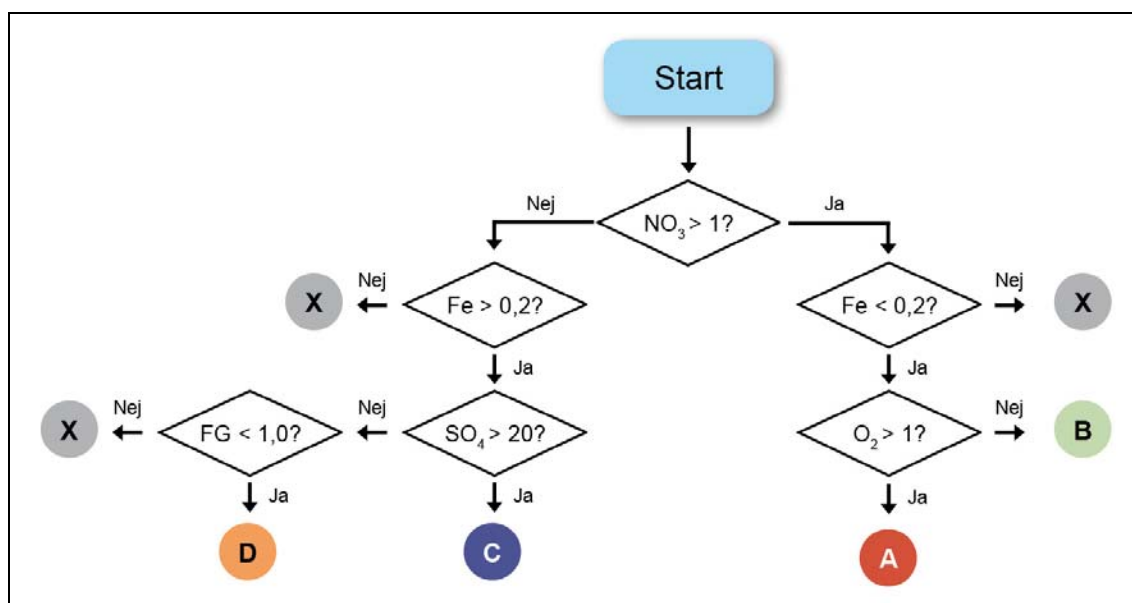 Start
Nej
NO₃ > 1?
Ja
X
Nej
Fe > 0,2?
Fe < 0,2?
Nej
X
Ja
Ja
X
Nej
FG < 1,0?
Nej
SO₄ > 20?
O₂ > 1?
Nej
B
Ja
Ja
Ja
D
C
A